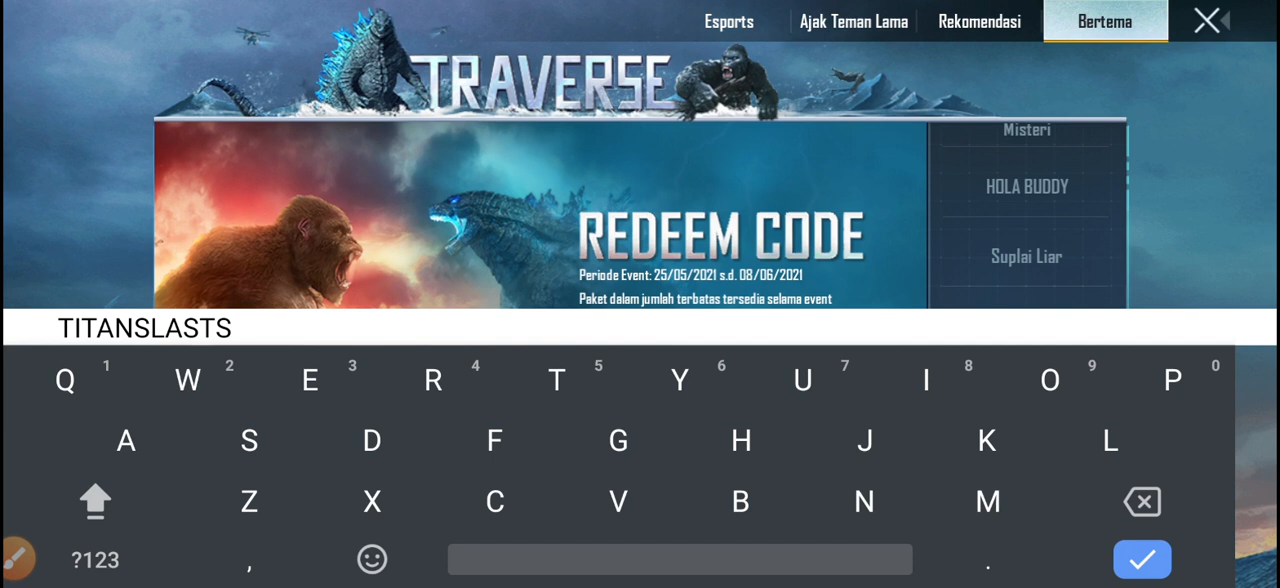 Esports Ajak Teman Lama Rekomendasi Bertema
TRAVERSE
Misteri
HOLA BUDDY
Suplai Liar
REDEEM CODE
Periode Event: 25/05/2021 s.d. 08/06/2021
Paket dalam jumlah terbatas tersedia selama event
TITANSLASTS
Q 1 W 2 E 3 R 4 T 5 Y 6 U 7 I 8 O 9 P 0
A S D F G H J K L
Z X C V B N M
?123 , .